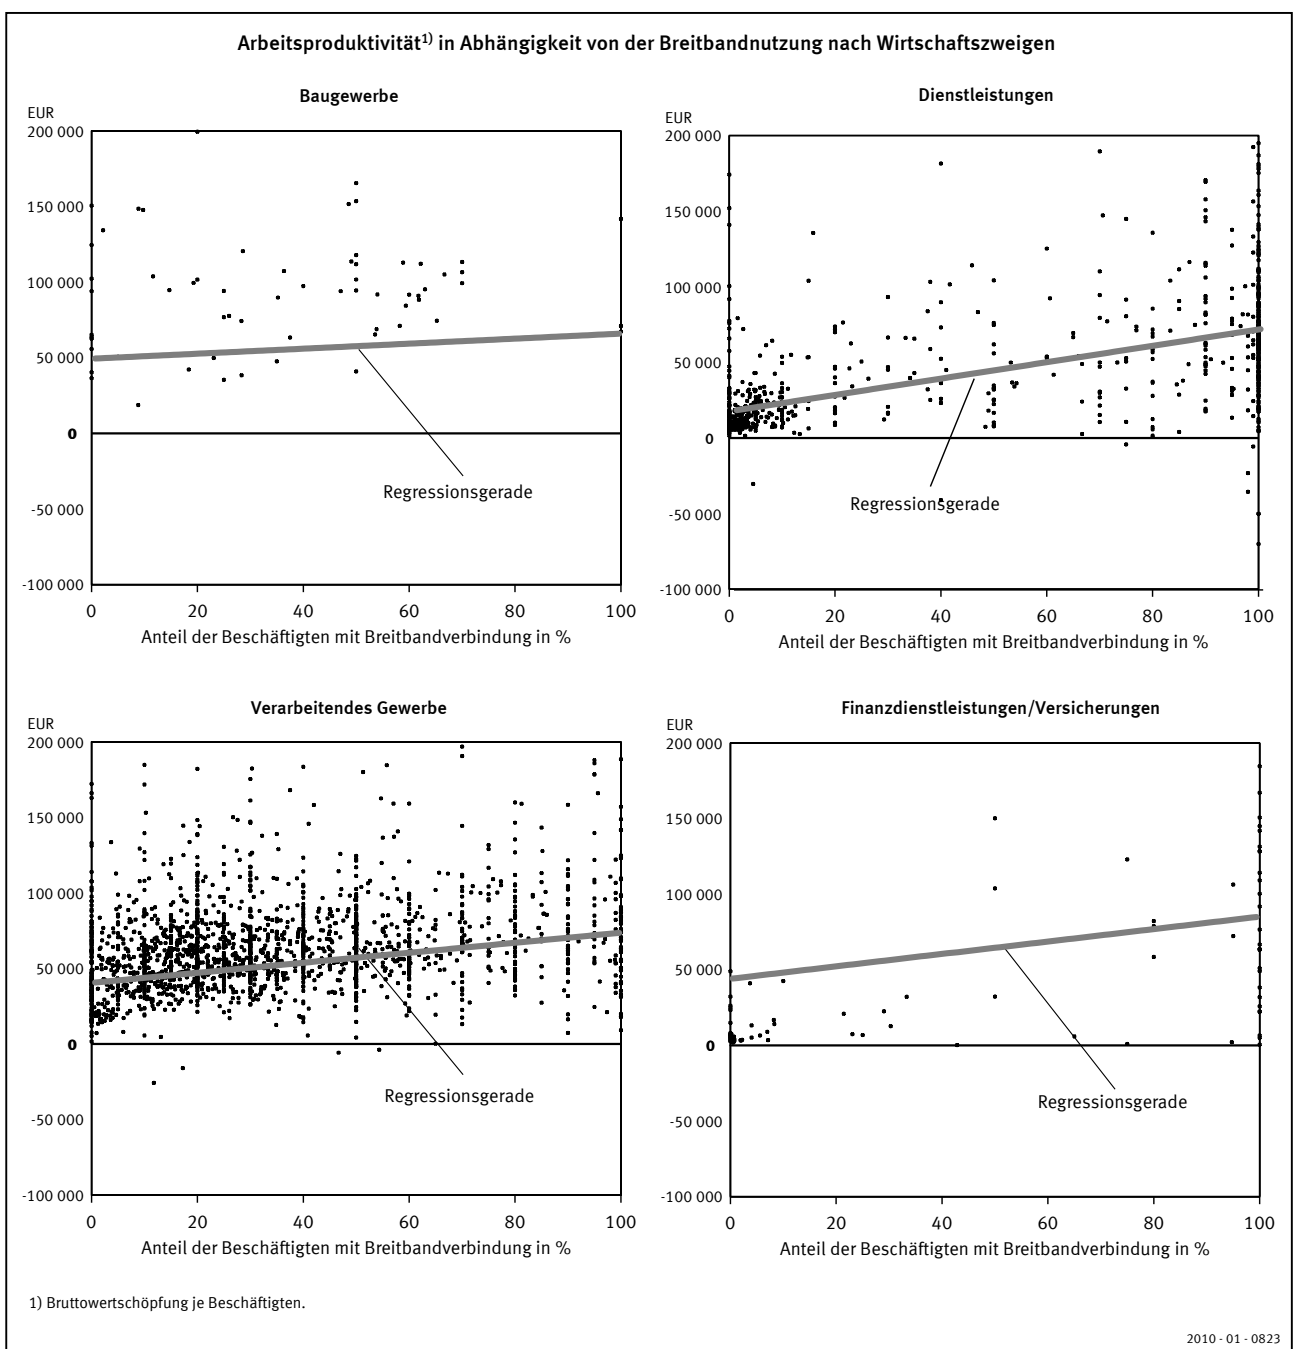 Arbeitsproduktivität1) in Abhängigkeit von der Breitbandnutzung nach Wirtschaftszweigen
Baugewerbe
EUR
200 000
150 000
100 000
50 000
0
-50 000
-100 000
Regressionsgerade
0 20 40 60 80 100
Anteil der Beschäftigten mit Breitbandverbindung in %
Dienstleistungen
EUR
200 000
150 000
100 000
50 000
0
-50 000
-100 000
Regressionsgerade
0 20 40 60 80 100
Anteil der Beschäftigten mit Breitbandverbindung in %
Verarbeitendes Gewerbe
EUR
200 000
150 000
100 000
50 000
0
-50 000
-100 000
Regressionsgerade
0 20 40 60 80 100
Anteil der Beschäftigten mit Breitbandverbindung in %
Finanzdienstleistungen/Versicherungen
EUR
200 000
150 000
100 000
50 000
0
-50 000
-100 000
Regressionsgerade
0 20 40 60 80 100
Anteil der Beschäftigten mit Breitbandverbindung in %
1) Bruttowertschöpfung je Beschäftigten.
2010 - 01 - 0823